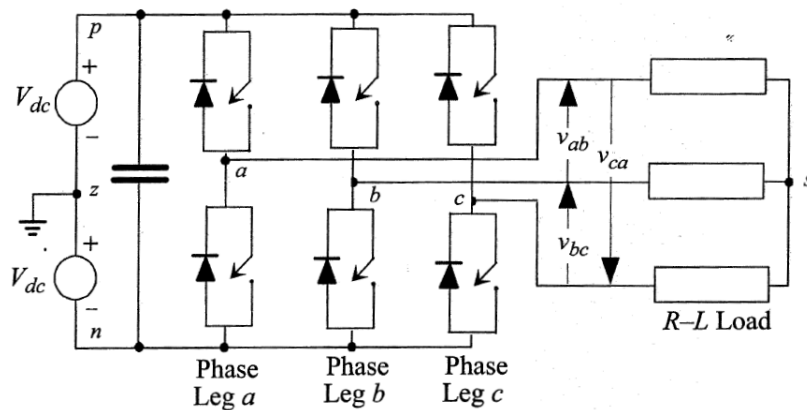 p
+
V_dc
−
z
+
V_dc
−
n
a
b
c
v_ab
v_ca
v_bc
s
R–L Load
Phase
Leg a
Phase
Leg b
Phase
Leg c